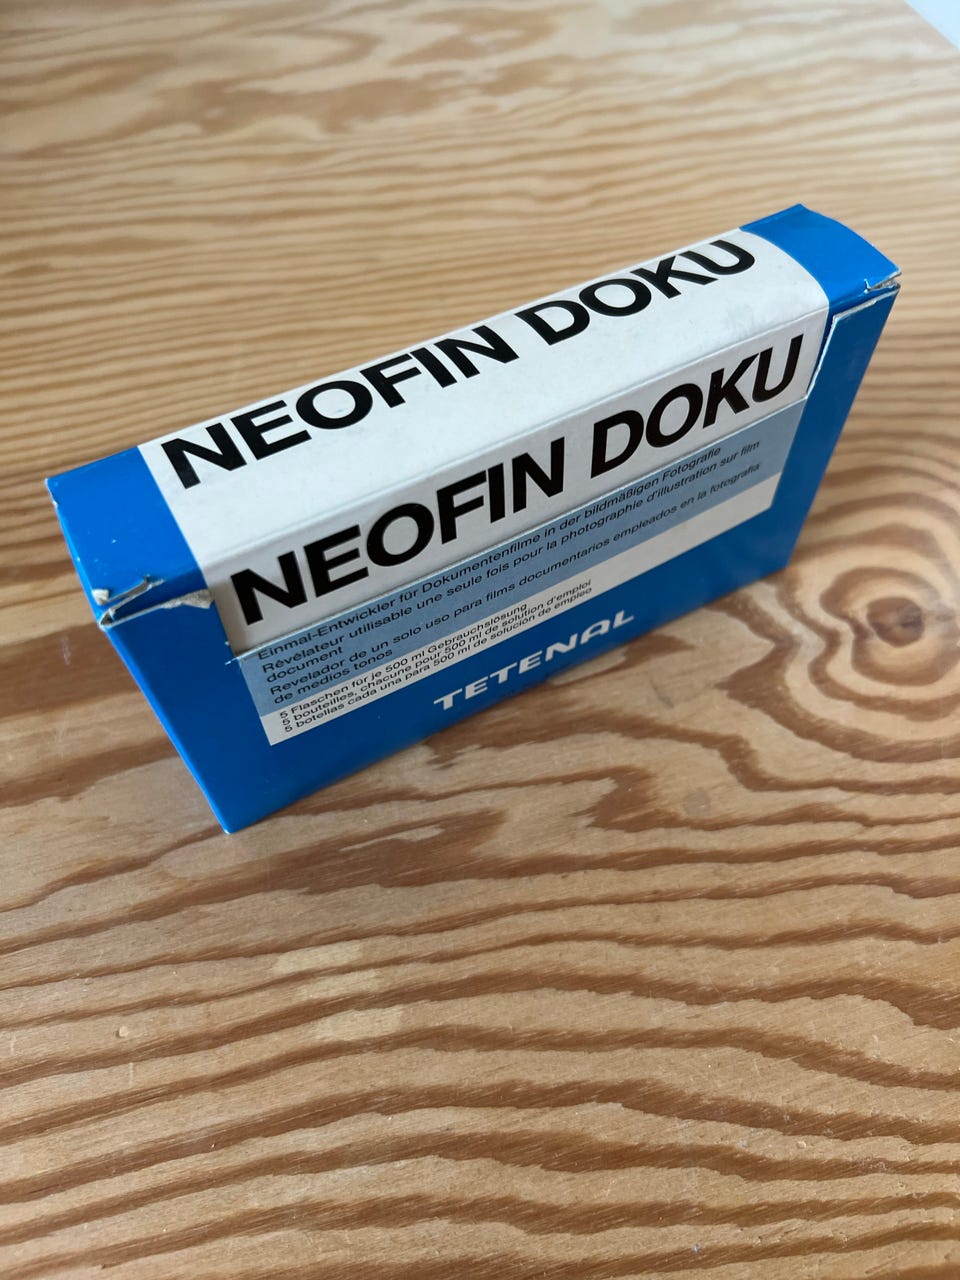 NEOFIN DOKU
NEOFIN DOKU
Einmal-Entwickler für Dokumentenfilme in der bildmäßigen Fotografie
Révélateur utilisable une seule fois pour la photographie d'illustration sur film
document
Revelador de un solo uso para films documentarios empleados en la fotografia
de medios tonos
5 Flaschen für je 500 ml Gebrauchslösung
5 bouteilles, chacune pour 500 ml de solution d'emploi
5 botellas cada una para 500 ml de solución de empleo
TETENAL